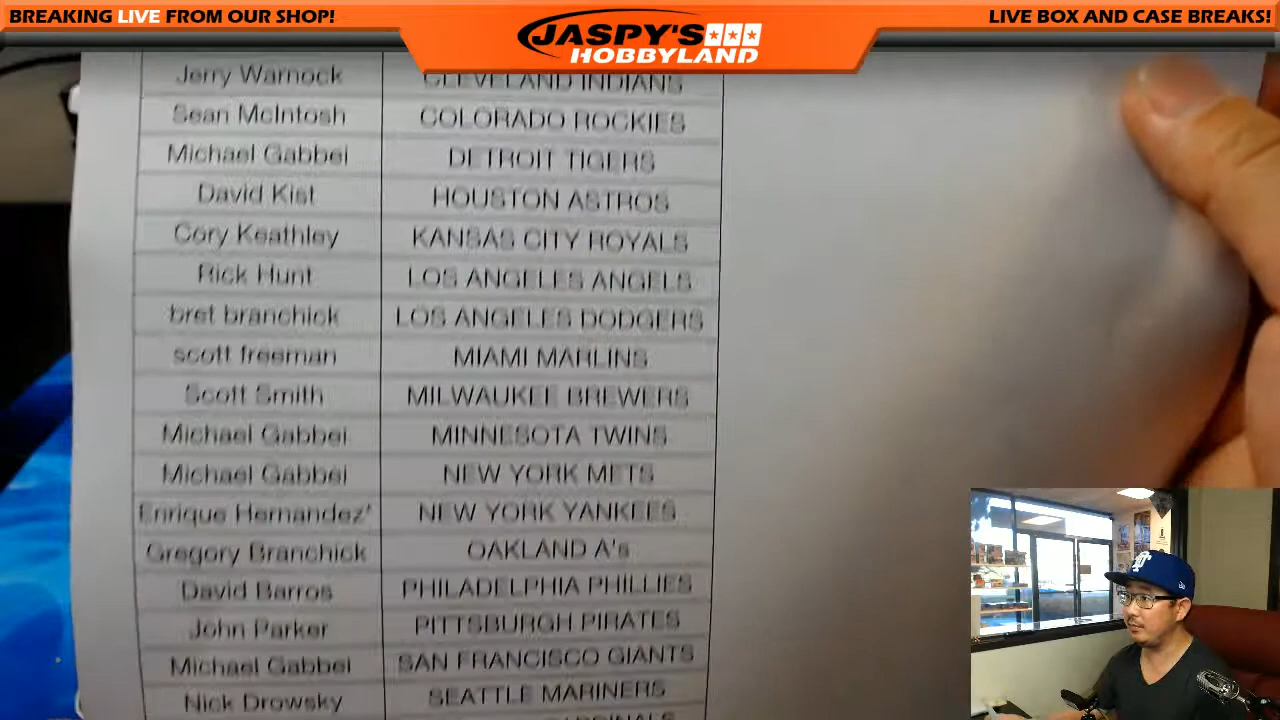 BREAKING LIVE FROM OUR SHOP!
JASPY'S
HOBBYLAND
LIVE BOX AND CASE BREAKS!
Jerry Warnock CLEVELAND INDIANS
Sean McIntosh COLORADO ROCKIES
Michael Gabbei DETROIT TIGERS
David Kist HOUSTON ASTROS
Cory Keathley KANSAS CITY ROYALS
Rick Hunt LOS ANGELES ANGELS
bret branchick LOS ANGELES DODGERS
scott freeman MIAMI MARLINS
Scott Smith MILWAUKEE BREWERS
Michael Gabbei MINNESOTA TWINS
Michael Gabbei NEW YORK METS
Enrique Hernandez' NEW YORK YANKEES
Gregory Branchick OAKLAND A's
David Barros PHILADELPHIA PHILLIES
John Parker PITTSBURGH PIRATES
Michael Gabbei SAN FRANCISCO GIANTS
Nick Drowsky SEATTLE MARINERS
CARDINALS